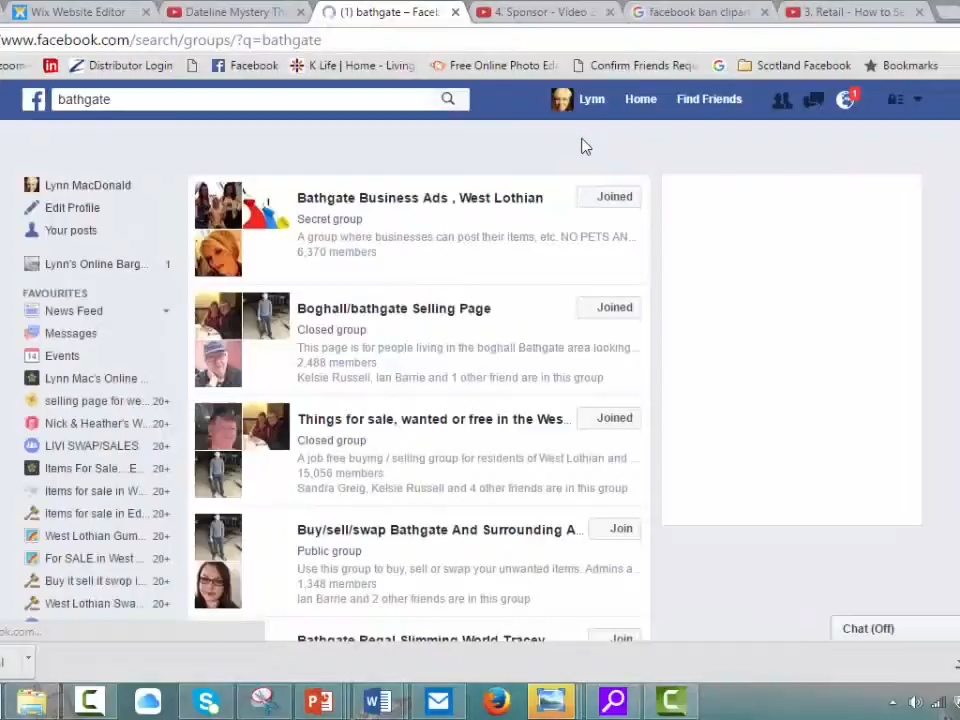 Wix Website Editor
Dateline Mystery Th
(1) bathgate – Facel
4. Sponsor - Video
facebook ban clipart
3. Retail - How to Se
www.facebook.com/search/groups/?q=bathgate
zoom
Distributor Login
Facebook
K Life | Home - Living
Free Online Photo Edi
Confirm Friends Requ
Scotland Facebook
Bookmarks
bathgate
Lynn
Home
Find Friends
1
Lynn MacDonald
Edit Profile
Your posts
Lynn's Online Barg... 1
FAVOURITES
News Feed
Messages
14 Events
Lynn Mac's Online ...
selling page for we... 20+
Nick & Heather's W... 20+
LIVI SWAP/SALES 20+
Items For Sale....E... 20+
Items for sale in W... 20+
Items for sale in Ed... 20+
West Lothian Gum... 20+
For SALE in West ... 20+
Buy it sell it swop i... 20+
West Lothian Swa... 20+
Bathgate Business Ads , West Lothian
Joined
Secret group
A group where businesses can post their items, etc. NO PETS AN...
6,370 members
Boghall/bathgate Selling Page
Joined
Closed group
This page is for people living in the boghall Bathgate area looking...
2,488 members
Kelsie Russell, Ian Barrie and 1 other friend are in this group
Things for sale, wanted or free in the Wes...
Joined
Closed group
A job free buying / selling group for residents of West Lothian and ...
15,056 members
Sandra Greig, Kelsie Russell and 4 other friends are in this group
Buy/sell/swap Bathgate And Surrounding A...
Join
Public group
Use this group to buy, sell or swap your unwanted items. Admins a...
1,348 members
Ian Barrie and 2 other friends are in this group
Bathgate Regal Slimming World Tracey
Join
ok.com...
Chat (Off)